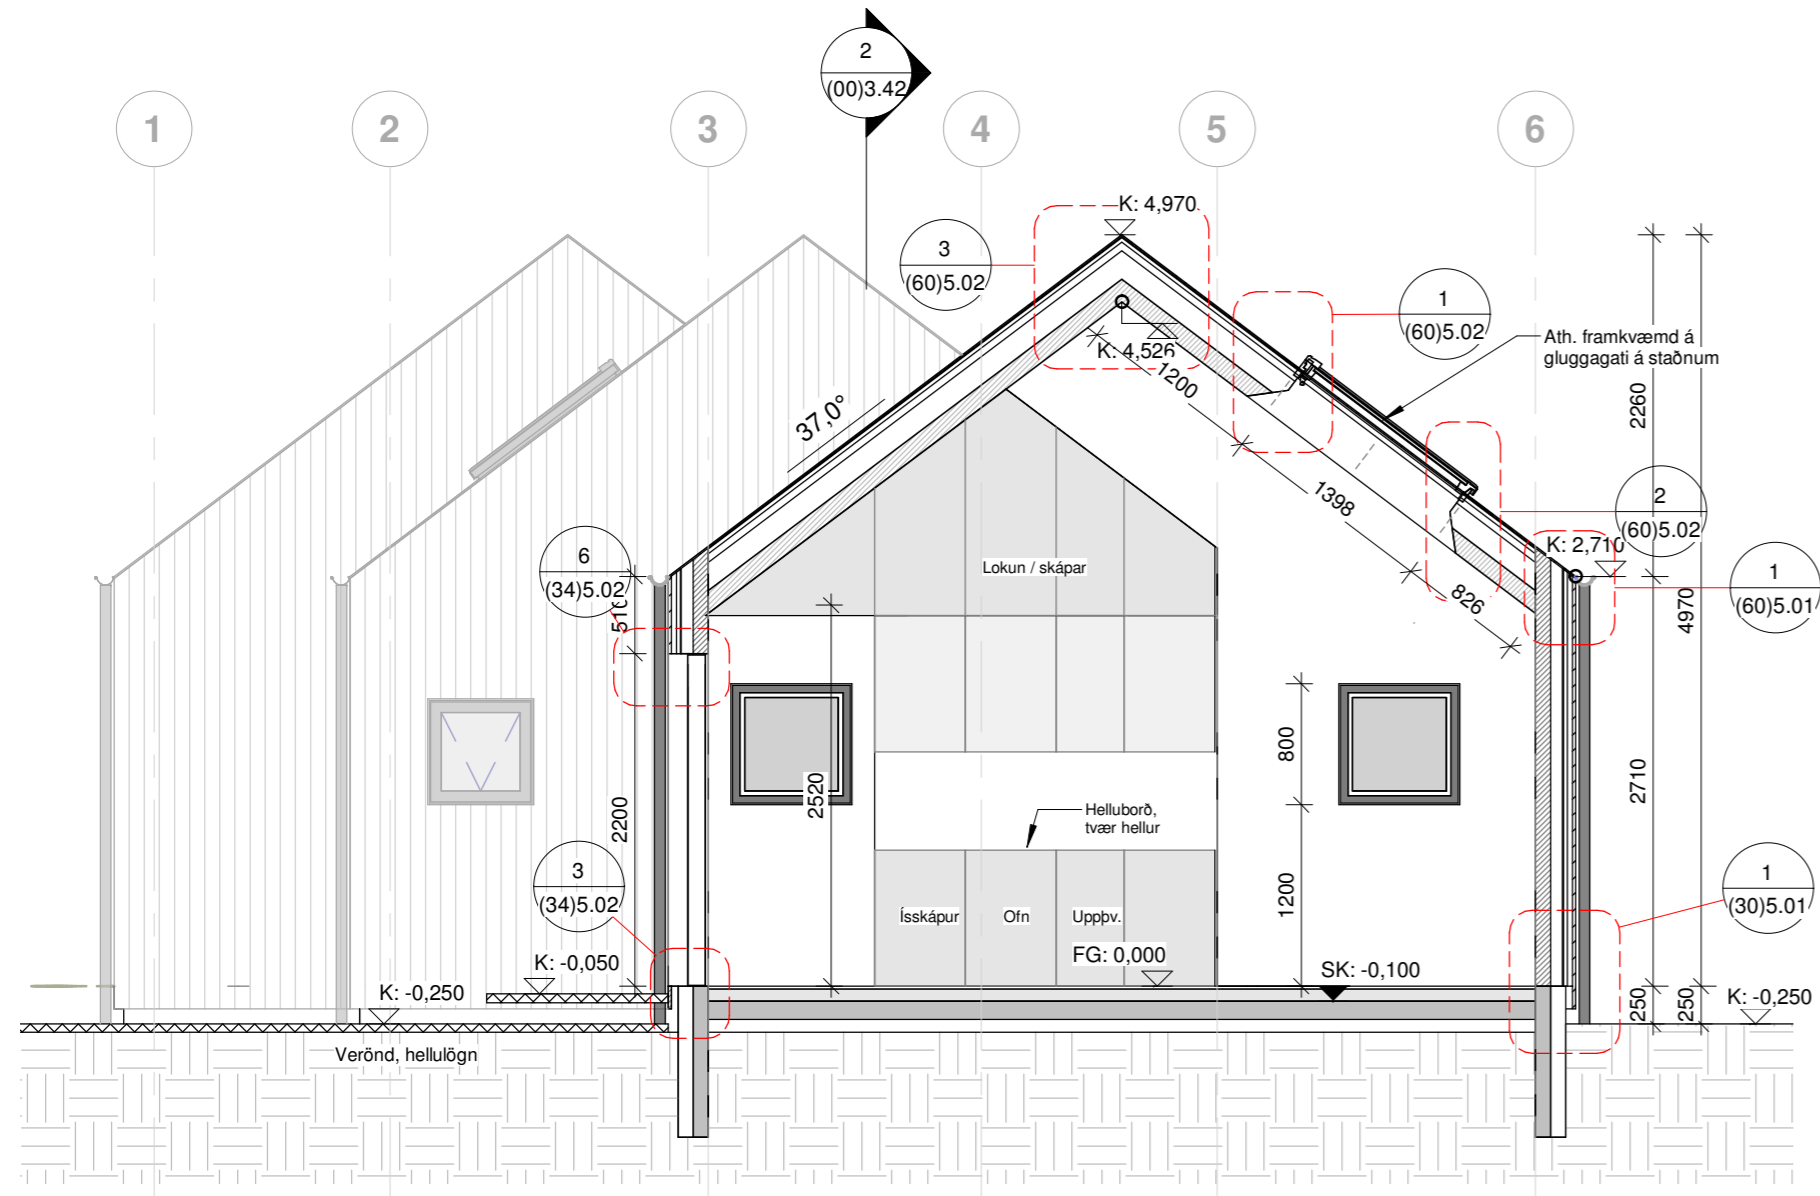 2
(00)3.42
1
2
3
4
5
6
K: 4,970
3
(60)5.02
1
(60)5.02
Ath. framkvæmd á
gluggagati á staðnum
K: 4,526
1200
37,0°
2260
1398
2
(60)5.02
K: 2,710
6
(34)5.02
510
Lokun / skápar
826
1
(60)5.01
4970
800
2710
2520
2200
Helluborð,
tvær hellur
3
(34)5.02
1200
1
(30)5.01
Ísskápur
Ofn
Uppþv.
FG: 0,000
K: -0,050
SK: -0,100
K: -0,250
250
250
K: -0,250
Verönd, hellulögn